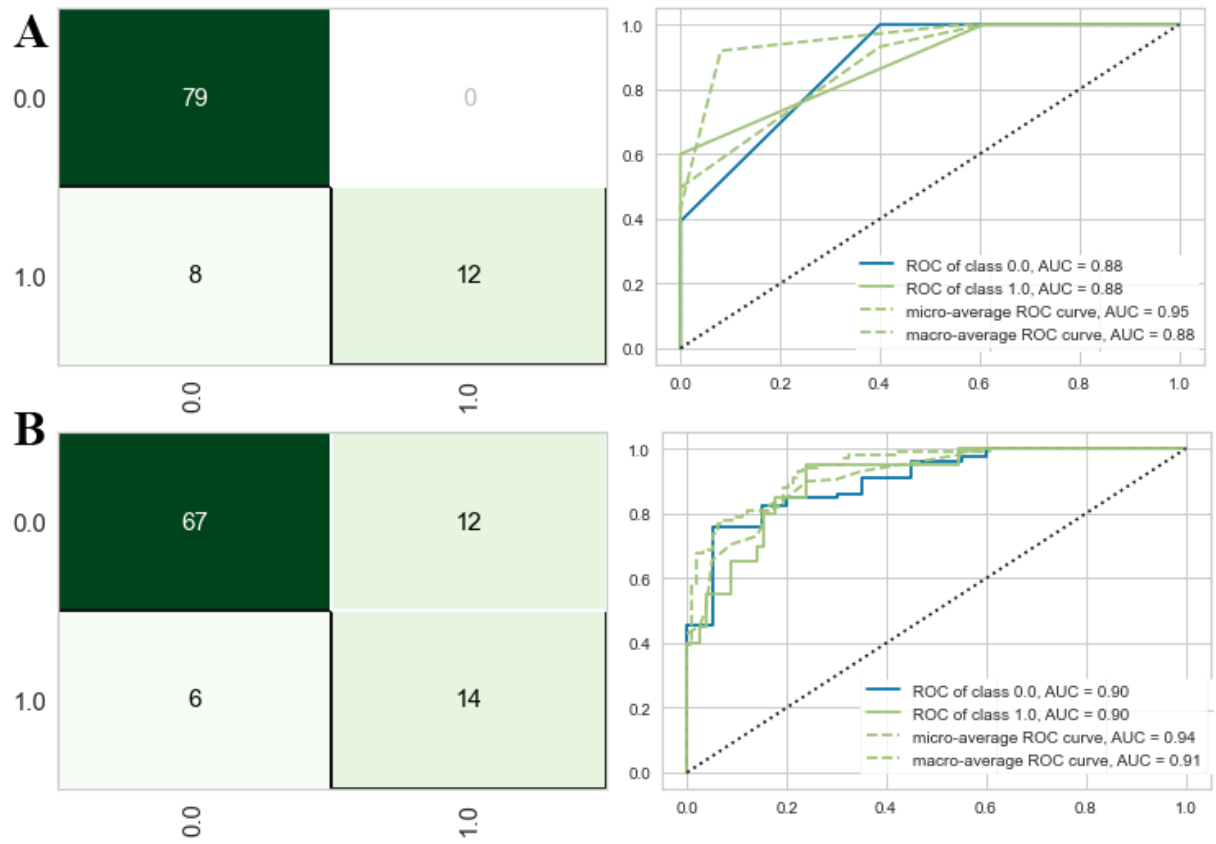 A
0.0
79
0
1.0
8
12
0.0
1.0
1.0
0.8
0.6
0.4
0.2
0.0
ROC of class 0.0, AUC = 0.88
ROC of class 1.0, AUC = 0.88
micro-average ROC curve, AUC = 0.95
macro-average ROC curve, AUC = 0.88
0.0 0.2 0.4 0.6 0.8 1.0
B
0.0
67
12
1.0
6
14
0.0
1.0
1.0
0.8
0.6
0.4
0.2
0.0
ROC of class 0.0, AUC = 0.90
ROC of class 1.0, AUC = 0.90
micro-average ROC curve, AUC = 0.94
macro-average ROC curve, AUC = 0.91
0.0 0.2 0.4 0.6 0.8 1.0